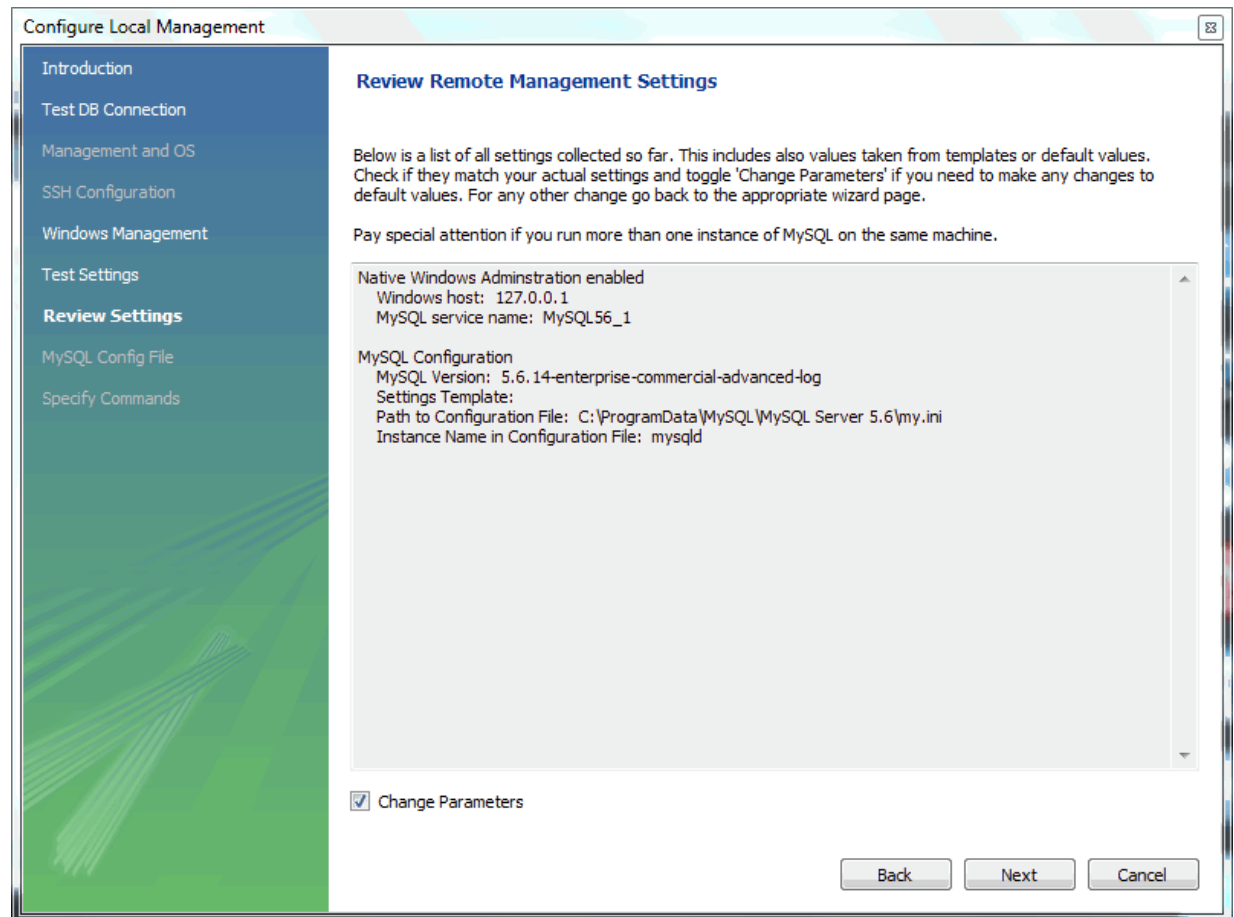 Configure Local Management
Introduction
Test DB Connection
Management and OS
SSH Configuration
Windows Management
Test Settings
Review Settings
MySQL Config File
Specify Commands
Review Remote Management Settings
Below is a list of all settings collected so far. This includes also values taken from templates or default values.
Check if they match your actual settings and toggle 'Change Parameters' if you need to make any changes to
default values. For any other change go back to the appropriate wizard page.
Pay special attention if you run more than one instance of MySQL on the same machine.
Native Windows Adminstration enabled
Windows host: 127.0.0.1
MySQL service name: MySQL56_1
MySQL Configuration
MySQL Version: 5.6.14-enterprise-commercial-advanced-log
Settings Template:
Path to Configuration File: C:\ProgramData\MySQL\MySQL Server 5.6\my.ini
Instance Name in Configuration File: mysqld
Change Parameters
Back Next Cancel